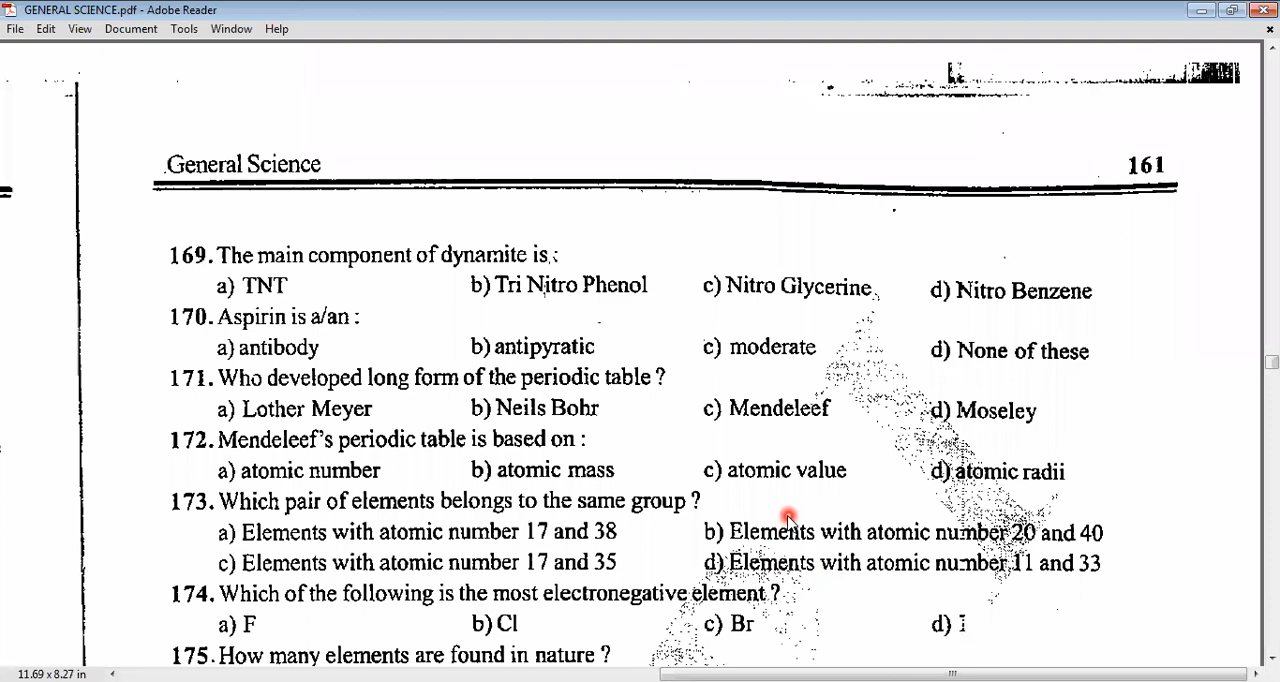 GENERAL SCIENCE.pdf - Adobe Reader
File Edit View Document Tools Window Help
General Science 161
169. The main component of dynamite is :
a) TNT b) Tri Nitro Phenol c) Nitro Glycerine d) Nitro Benzene
170. Aspirin is a/an :
a) antibody b) antipyratic c) moderate d) None of these
171. Who developed long form of the periodic table ?
a) Lother Meyer b) Neils Bohr c) Mendeleef d) Moseley
172. Mendeleef's periodic table is based on :
a) atomic number b) atomic mass c) atomic value d) atomic radii
173. Which pair of elements belongs to the same group ?
a) Elements with atomic number 17 and 38 b) Elements with atomic number 20 and 40
c) Elements with atomic number 17 and 35 d) Elements with atomic number 11 and 33
174. Which of the following is the most electronegative element ?
a) F b) Cl c) Br d) I
175. How many elements are found in nature ?
11.69 x 8.27 in